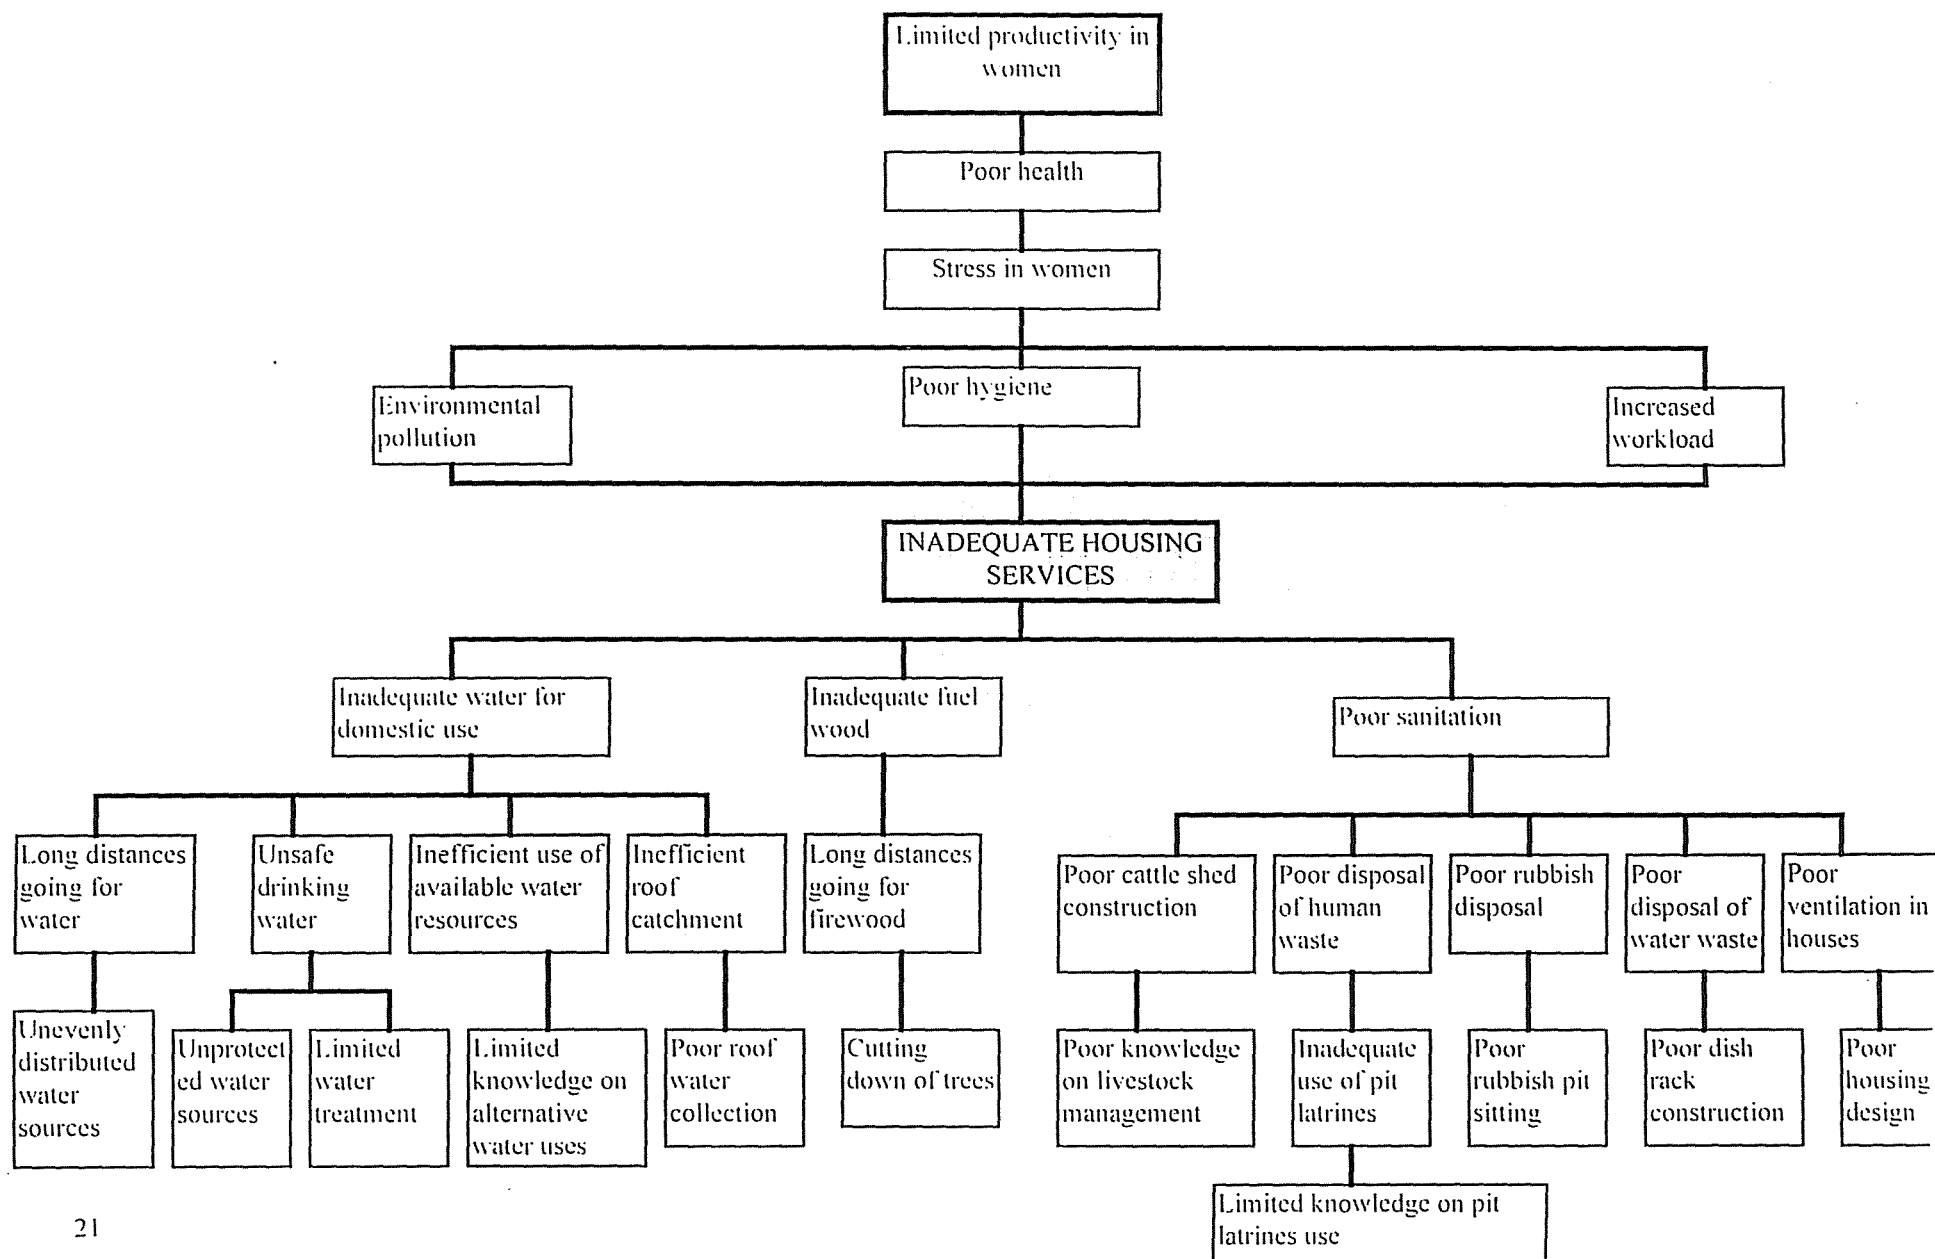 Limited productivity in
women
Poor health
Stress in women
Environmental
pollution
Poor hygiene
Increased
workload
INADEQUATE HOUSING
SERVICES
Inadequate water for
domestic use
Inadequate fuel
wood
Poor sanitation
Long distances
going for
water
Unsafe
drinking
water
Inefficient use of
available water
resources
Inefficient
roof
catchment
Long distances
going for
firewood
Poor cattle shed
construction
Poor disposal
of human
waste
Poor rubbish
disposal
Poor
disposal of
water waste
Poor
ventilation in
houses
Unevenly
distributed
water
sources
Unprotect
ed water
sources
Limited
water
treatment
Limited
knowledge on
alternative
water uses
Poor roof
water
collection
Cutting
down of trees
Poor knowledge
on livestock
management
Inadequate
use of pit
latrines
Poor
rubbish pit
sitting
Poor dish
rack
construction
Poor
housing
design
Limited knowledge on pit
latrines use
21